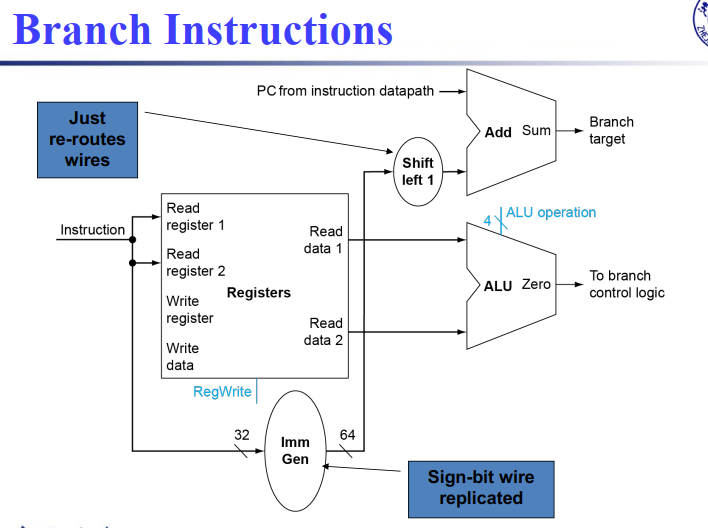 Branch Instructions
PC from instruction datapath
Just
re-routes
wires
Add Sum
Branch
target
Shift
left 1
Instruction
Read
register 1
Read
register 2
Write
register
Write
data
Registers
Read
data 1
Read
data 2
RegWrite
4
ALU operation
ALU Zero
To branch
control logic
32
Imm
Gen
64
Sign-bit wire
replicated